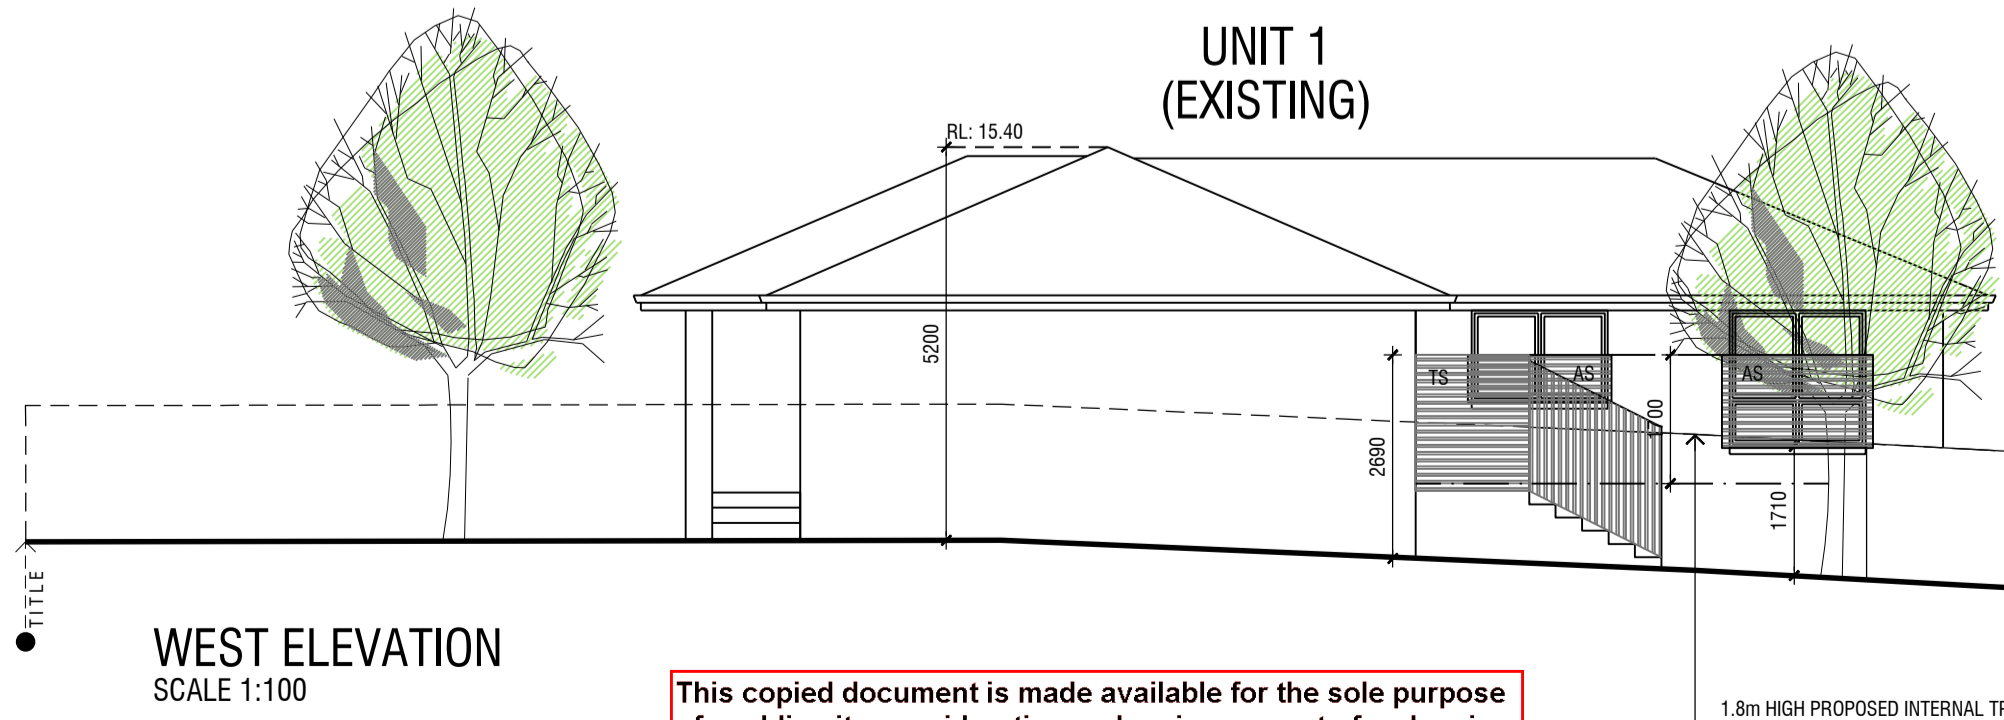 UNIT 1
(EXISTING)
RL: 15.40
5200
TS
AS
AS
2690
1710
TITLE
WEST ELEVATION
SCALE 1:100
This copied document is made available for the sole purpose
1.8m HIGH PROPOSED INTERNAL